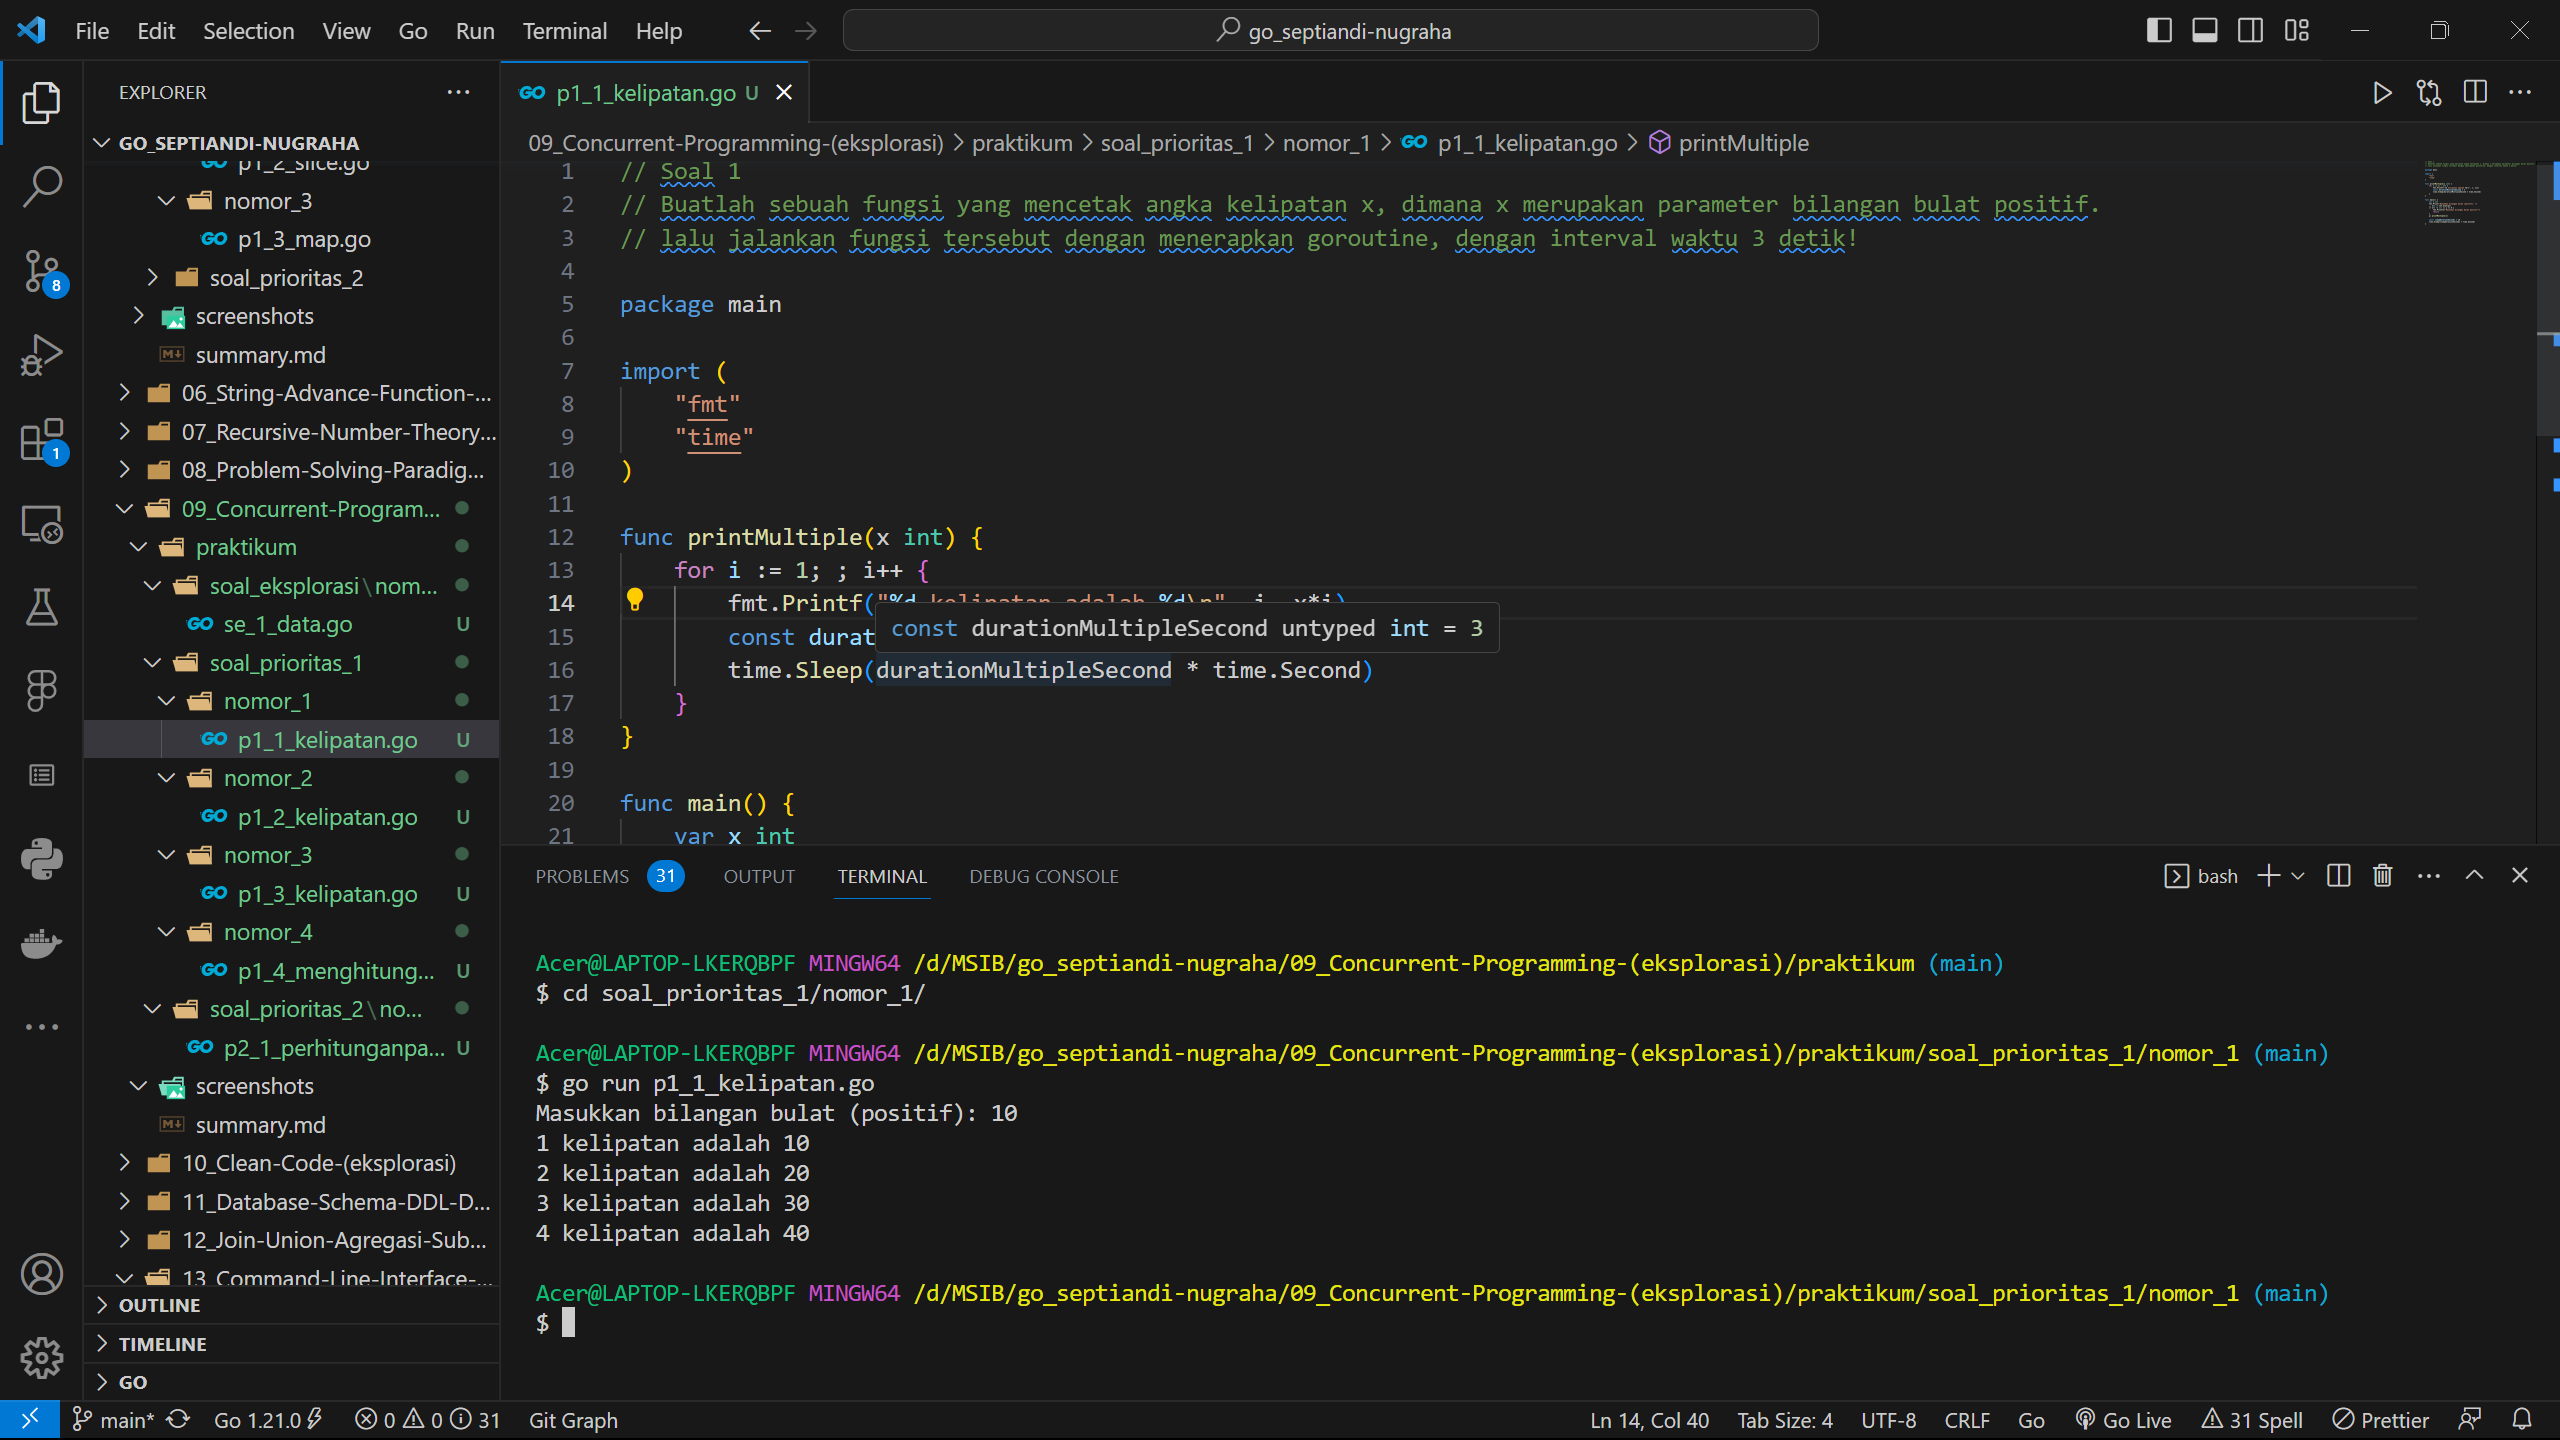 File Edit Selection View Go Run Terminal Help
go_septiandi-nugraha
EXPLORER
GO_SEPTIANDI-NUGRAHA
p1_2_slice.go
nomor_3
p1_3_map.go
soal_prioritas_2
screenshots
summary.md
06_String-Advance-Function-...
07_Recursive-Number-Theory...
08_Problem-Solving-Paradig...
09_Concurrent-Program...
praktikum
soal_eksplorasi\nom...
se_1_data.go U
soal_prioritas_1
nomor_1
p1_1_kelipatan.go U
nomor_2
p1_2_kelipatan.go U
nomor_3
p1_3_kelipatan.go U
nomor_4
p1_4_menghitung... U
soal_prioritas_2\no...
p2_1_perhitunganpa... U
screenshots
summary.md
10_Clean-Code-(eksplorasi)
11_Database-Schema-DDL-D...
12_Join-Union-Agregasi-Sub...
13_Command-Line-Interface-...
OUTLINE
TIMELINE
GO
8
1
p1_1_kelipatan.go U
09_Concurrent-Programming-(eksplorasi) > praktikum > soal_prioritas_1 > nomor_1 > p1_1_kelipatan.go > printMultiple
1 // Soal 1
2 // Buatlah sebuah fungsi yang mencetak angka kelipatan x, dimana x merupakan parameter bilangan bulat positif.
3 // lalu jalankan fungsi tersebut dengan menerapkan goroutine, dengan interval waktu 3 detik!
4
5 package main
6
7 import (
8 "fmt"
9 "time"
10 )
11
12 func printMultiple(x int) {
13 for i := 1; ; i++ {
14 fmt.Printf("%d kelipatan adalah %d\n", i, x*i)
15 const durat
const durationMultipleSecond untyped int = 3
16 time.Sleep(durationMultipleSecond * time.Second)
17 }
18 }
19
20 func main() {
21 var x int
PROBLEMS 31 OUTPUT TERMINAL DEBUG CONSOLE
bash
Acer@LAPTOP-LKERQBPF MINGW64 /d/MSIB/go_septiandi-nugraha/09_Concurrent-Programming-(eksplorasi)/praktikum (main)
$ cd soal_prioritas_1/nomor_1/
Acer@LAPTOP-LKERQBPF MINGW64 /d/MSIB/go_septiandi-nugraha/09_Concurrent-Programming-(eksplorasi)/praktikum/soal_prioritas_1/nomor_1 (main)
$ go run p1_1_kelipatan.go
Masukkan bilangan bulat (positif): 10
1 kelipatan adalah 10
2 kelipatan adalah 20
3 kelipatan adalah 30
4 kelipatan adalah 40
Acer@LAPTOP-LKERQBPF MINGW64 /d/MSIB/go_septiandi-nugraha/09_Concurrent-Programming-(eksplorasi)/praktikum/soal_prioritas_1/nomor_1 (main)
$
main* Go 1.21.0 0 0 31 Git Graph Ln 14, Col 40 Tab Size: 4 UTF-8 CRLF Go Go Live 31 Spell Prettier